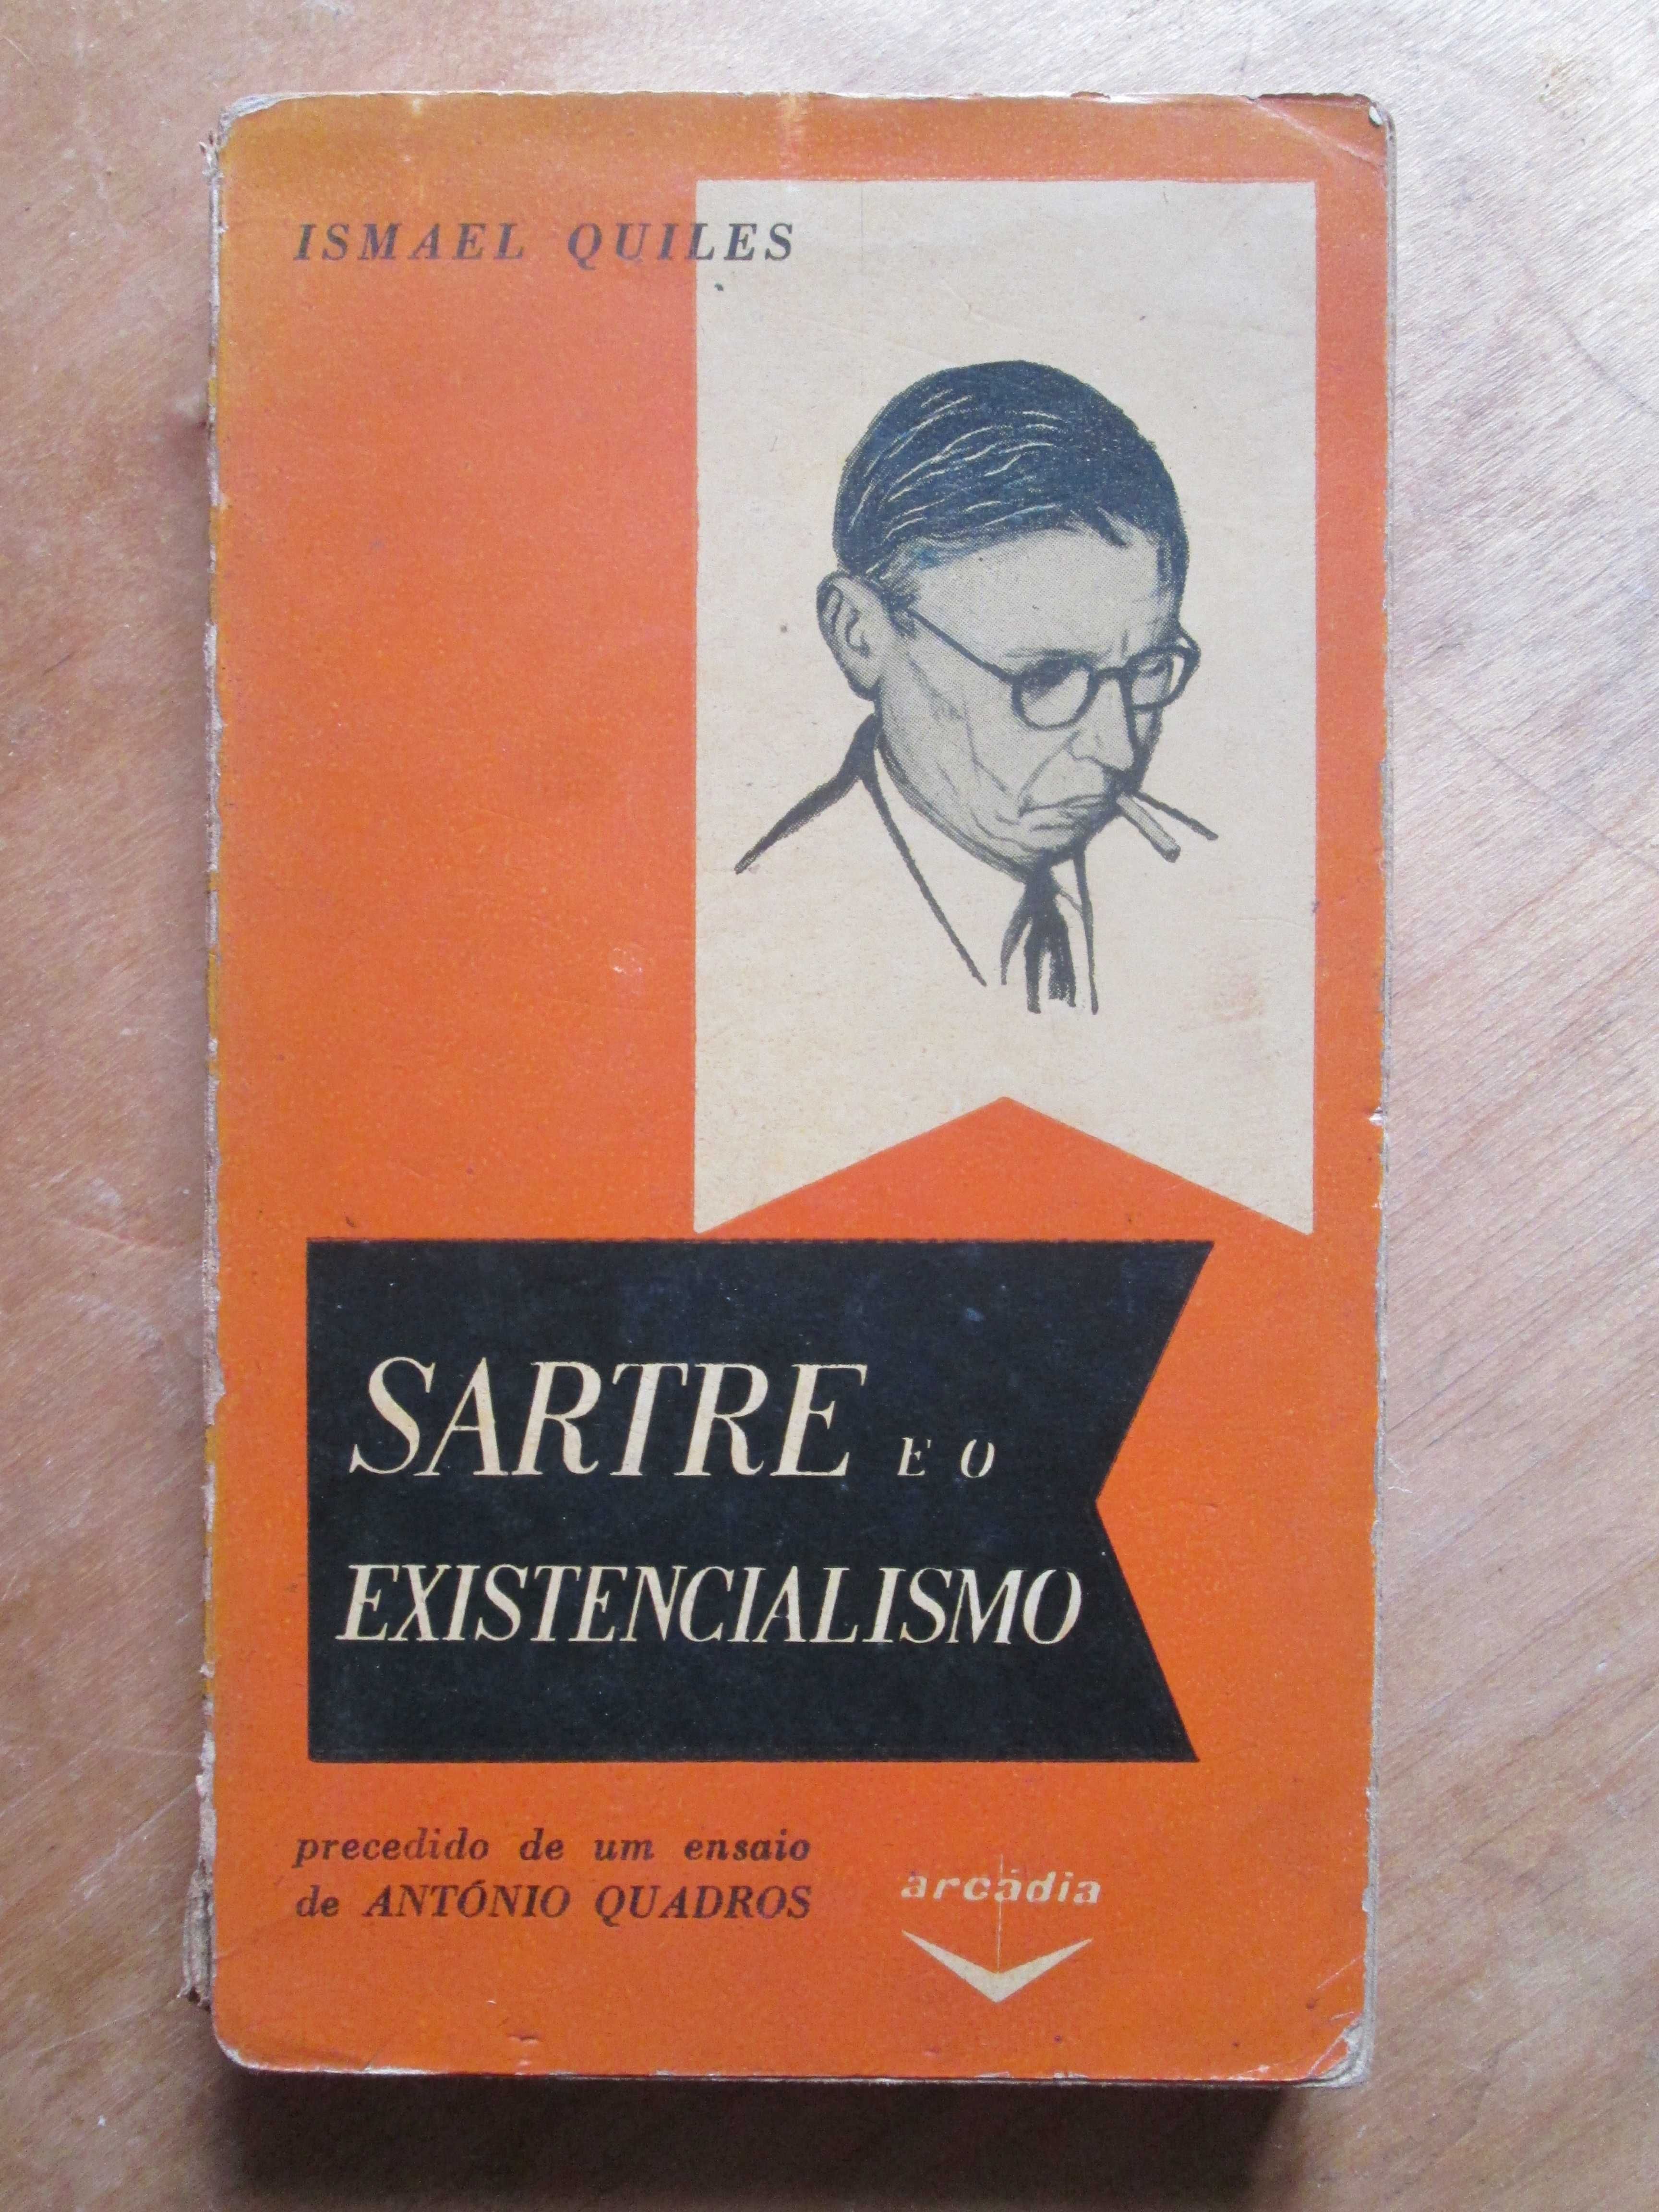 ISMAEL QUILES
SARTRE E O
EXISTENCIALISMO
precedido de um ensaio
de ANTÓNIO QUADROS
arcádia